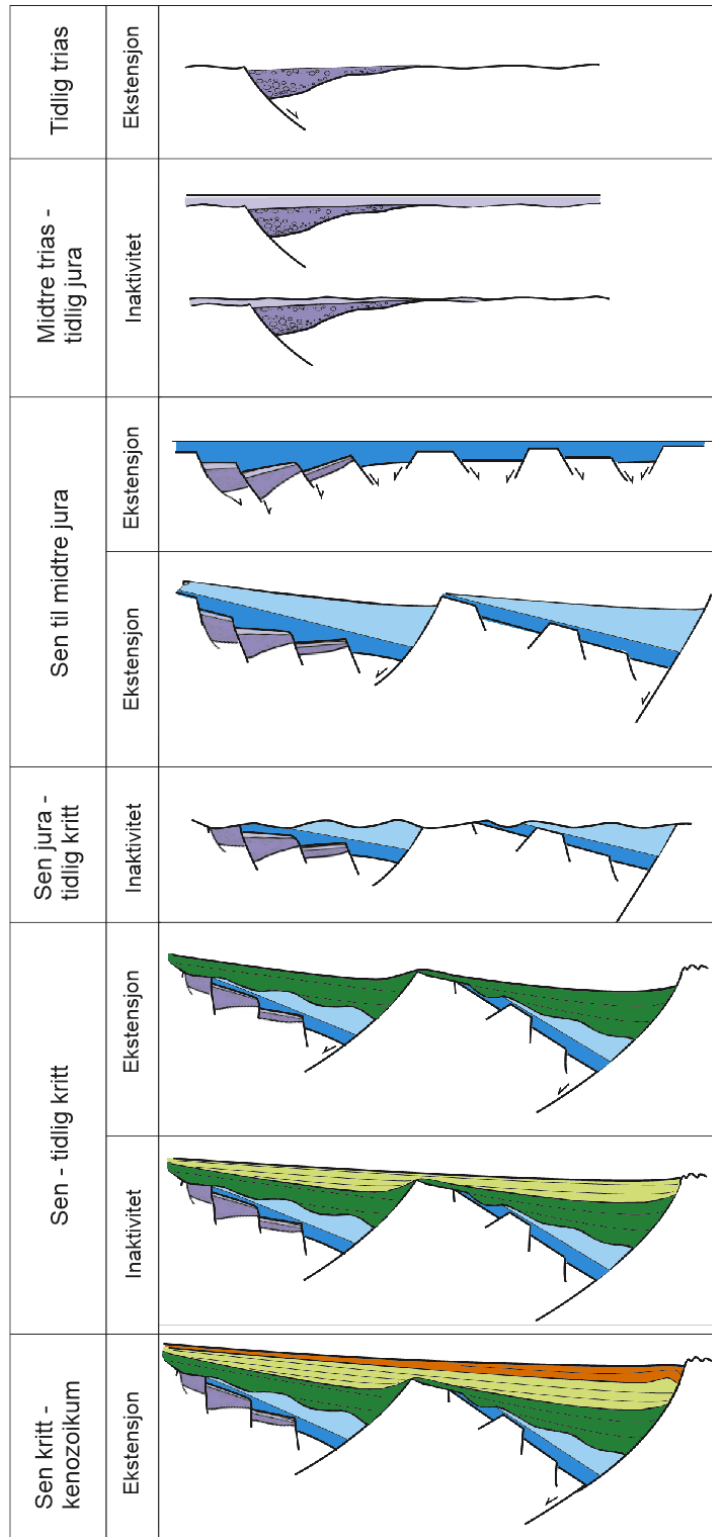 Tidlig trias
Ekstensjon
Midtre trias -
tidlig jura
Inaktivitet
Sen til midtre jura
Ekstensjon
Ekstensjon
Sen jura -
tidlig kritt
Inaktivitet
Sen - tidlig kritt
Ekstensjon
Inaktivitet
Sen kritt -
kenozoikum
Ekstensjon